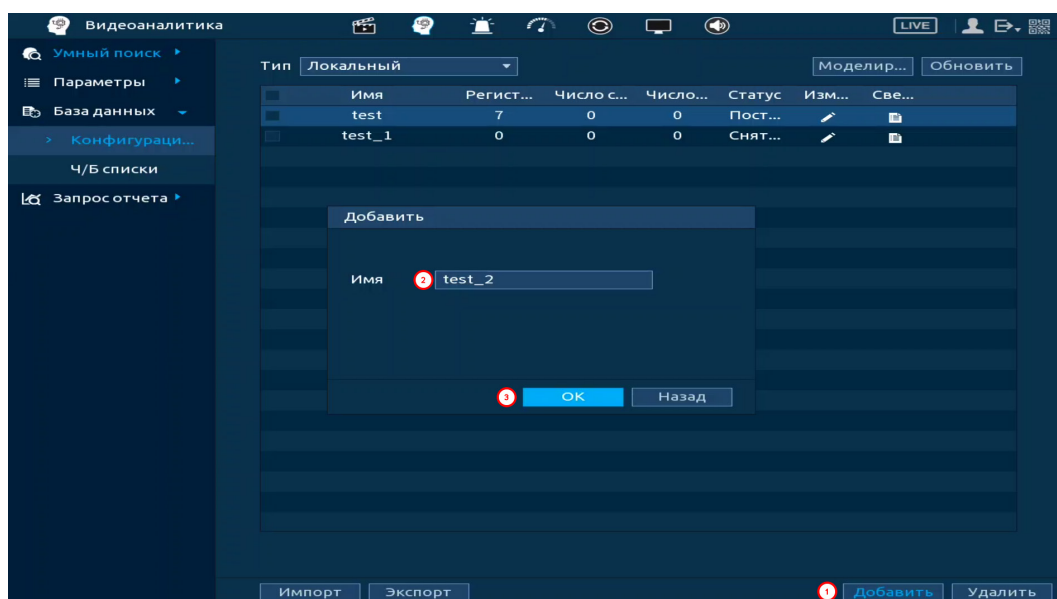 Видеоаналитика
LIVE
Умный поиск
Параметры
База данных
Конфигураци...
Ч/Б списки
Запрос отчета
Тип Локальный Моделир... Обновить
Имя Регист... Число с... Число... Статус Изм... Све...
test 7 0 0 Пост...
test_1 0 0 0 Снят...
Добавить
Имя 2 test_2
3 OK Назад
Импорт Экспорт 1 Добавить Удалить